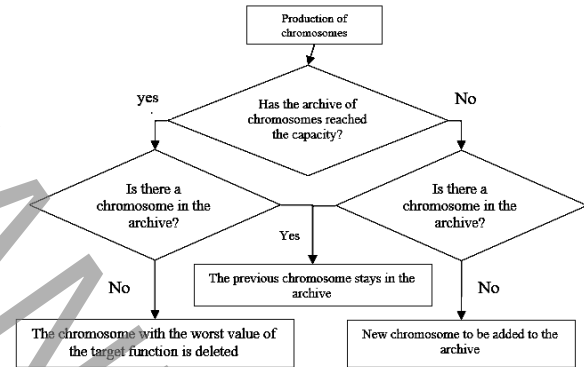 Production of
chromosomes
yes
No
Has the archive of
chromosomes reached
the capacity?
Is there a
chromosome in the
archive?
Is there a
chromosome in the
archive?
Yes
The previous chromosome stays in the
archive
No
No
The chromosome with the worst value of
the target function is deleted
New chromosome to be added to the
archive